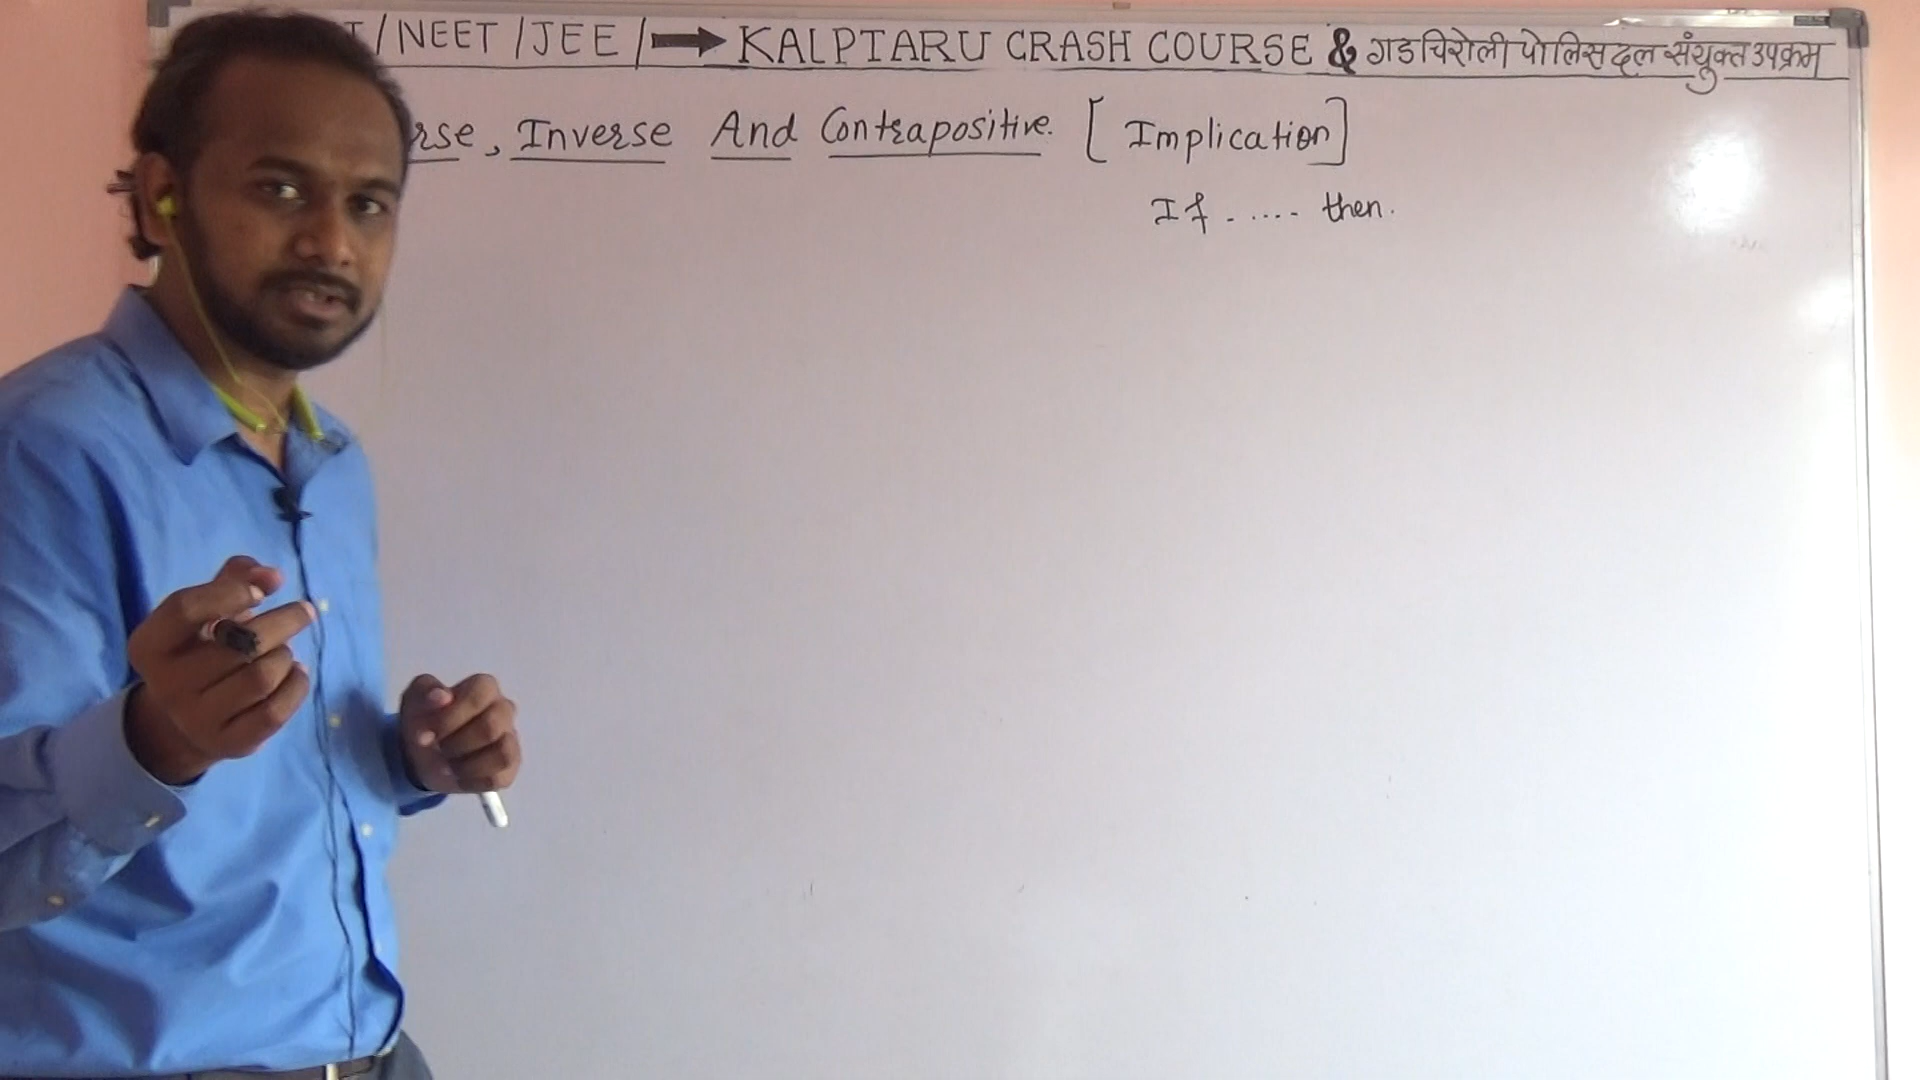 /NEET/JEE/➡ KALPTARU CRASH COURSE & गडचिरोली पोलिस दल संयुक्त उपक्रम
rse, Inverse And Contrapositive. [Implication]
If - .... then.